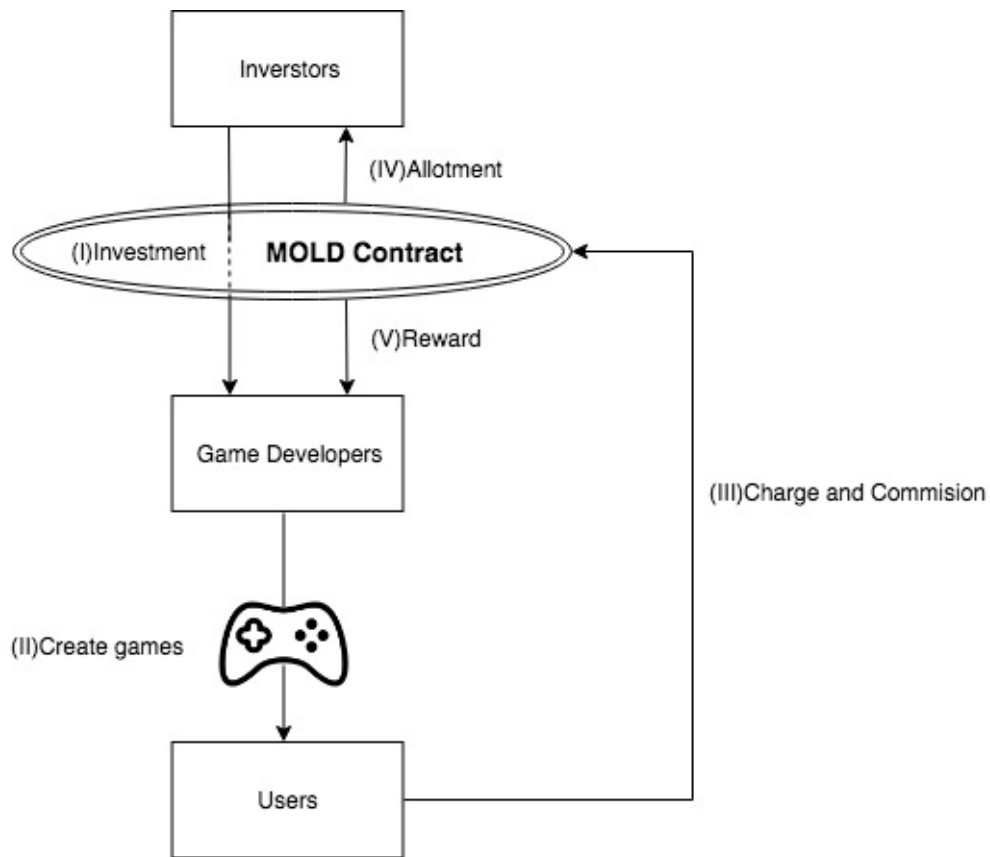 Inverstors
(IV)Allotment
(I)Investment
MOLD Contract
(V)Reward
Game Developers
(III)Charge and Commision
(II)Create games
Users